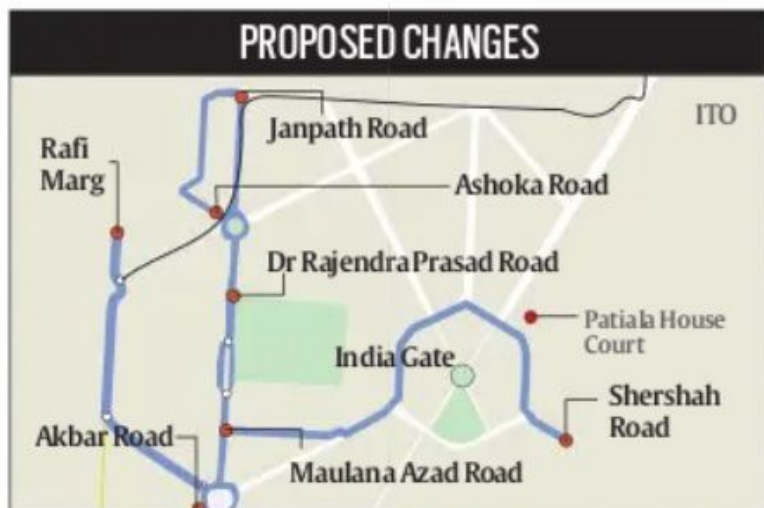 PROPOSED CHANGES
ITO
Janpath Road
Rafi
Marg
Ashoka Road
Dr Rajendra Prasad Road
Patiala House
Court
India Gate
Shershah
Road
Akbar Road
Maulana Azad Road